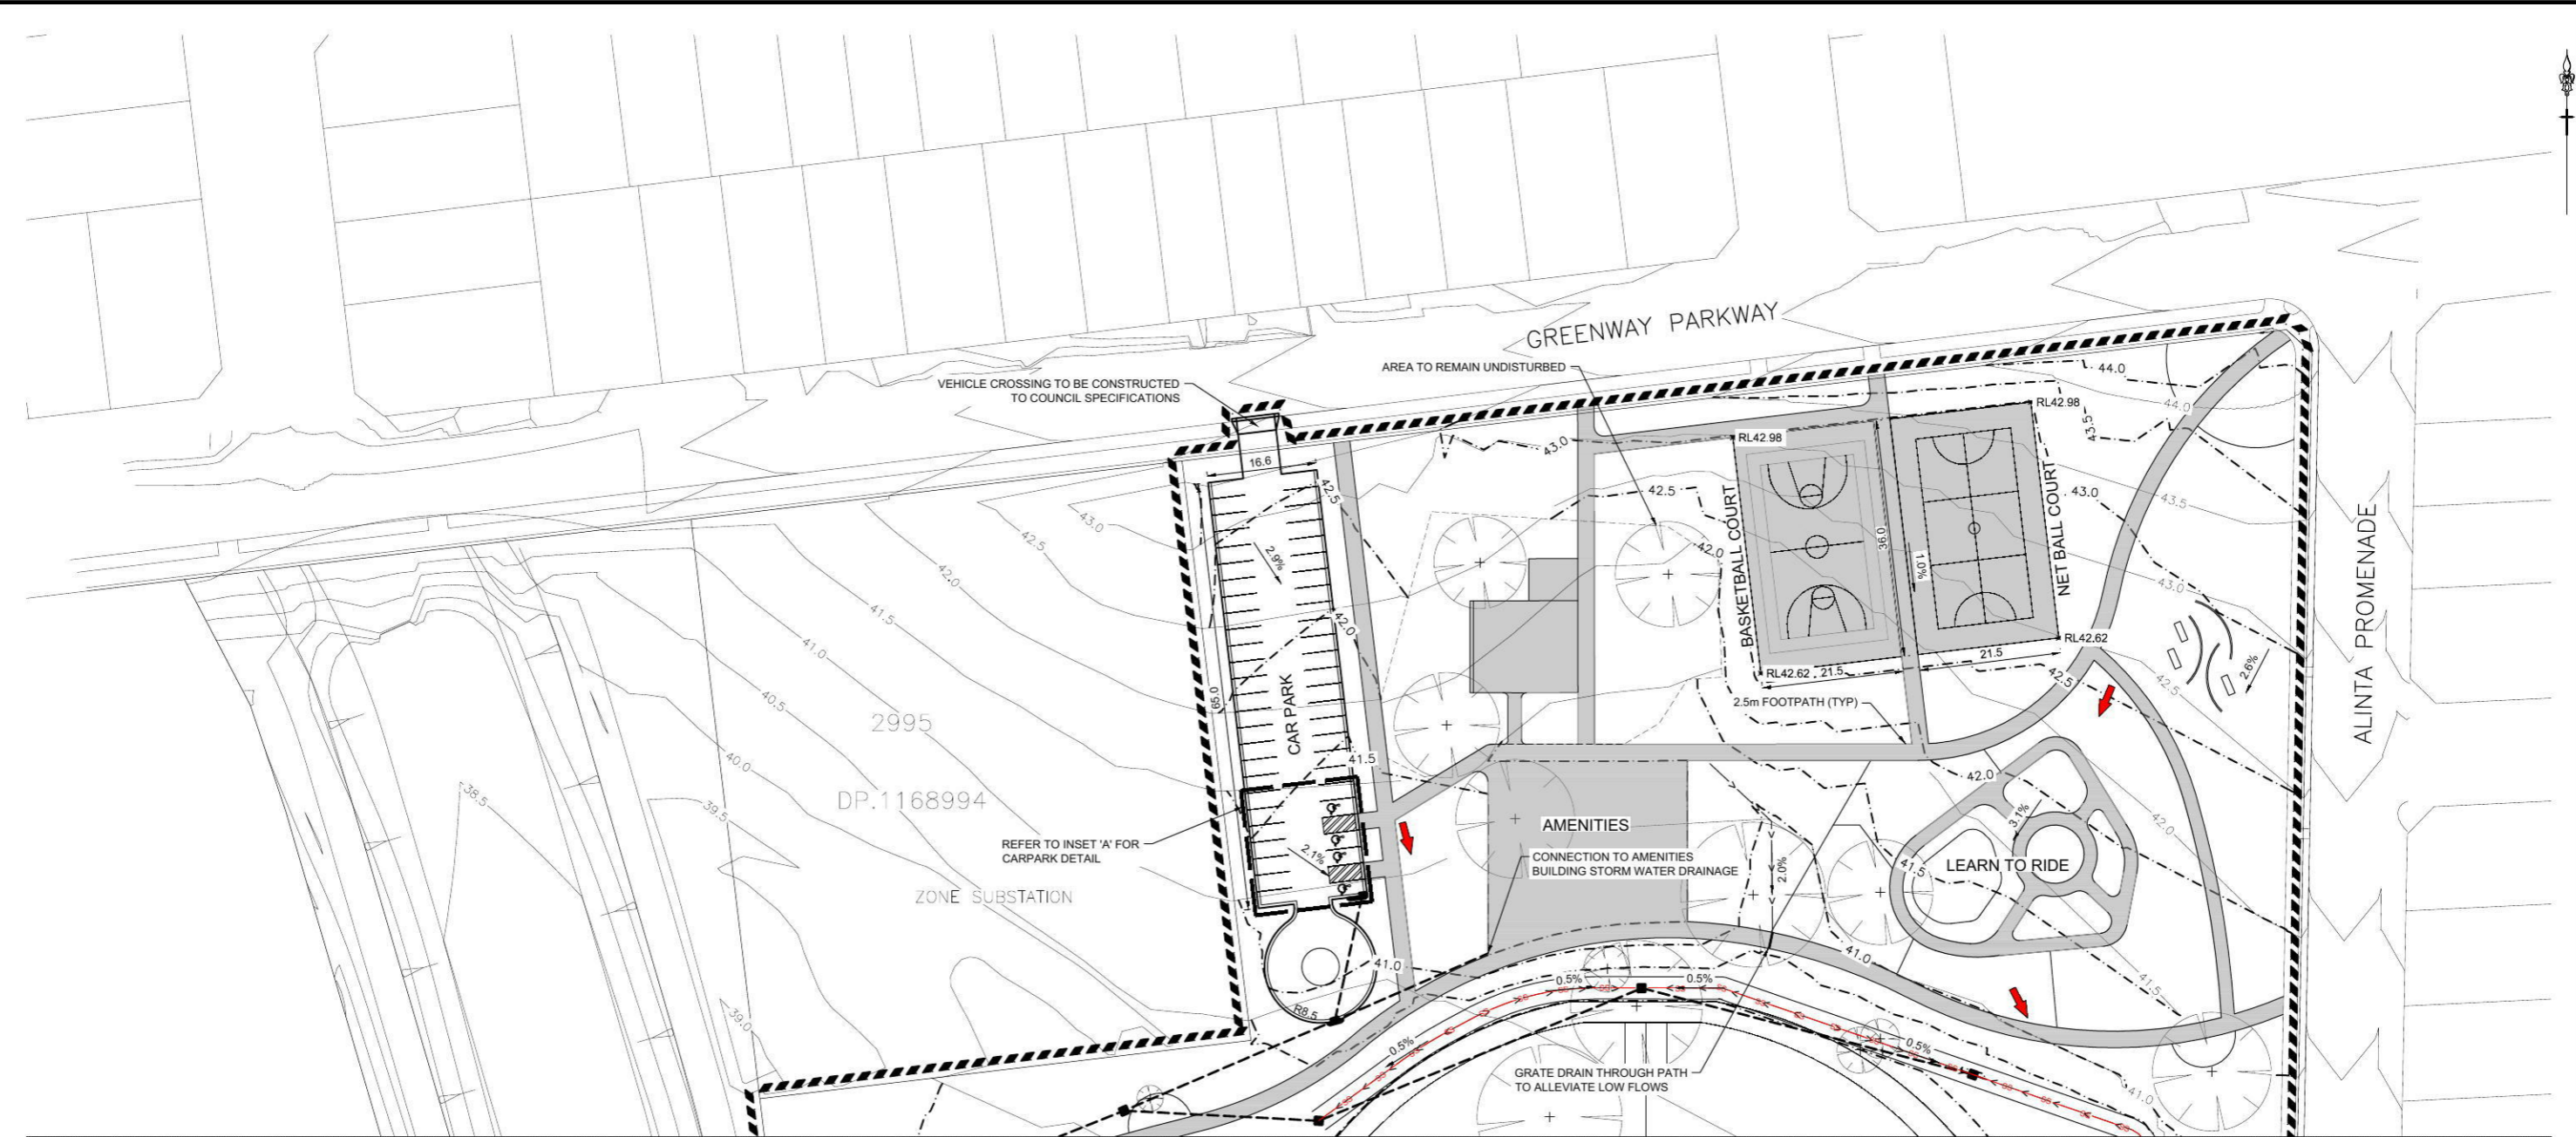 GREENWAY PARKWAY
AREA TO REMAIN UNDISTURBED
VEHICLE CROSSING TO BE CONSTRUCTED
TO COUNCIL SPECIFICATIONS
44.0
44.0
RL42.98
RL42.98
43.5
43.0
16.6
42.5
42.5
43.0
43.5
43.0
42.5
42.0
BASKETBALL COURT
36.0
1.0%
NET BALL COURT
ALINTA PROMENADE
2.9%
42.0
42.0
43.0
41.5
41.0
RL42.62
RL42.62
21.5
21.5
42.5
42.5
2.6%
65.0
CAR PARK
40.5
2995
2.5m FOOTPATH (TYP)
40.0
41.5
42.0
42.0
38.5
39.5
DP.1168994
AMENITIES
3.1%
REFER TO INSET 'A' FOR
CARPARK DETAIL
2.1%
CONNECTION TO AMENITIES
BUILDING STORM WATER DRAINAGE
2.0%
41.5
LEARN TO RIDE
ZONE SUBSTATION
41.0
41.0
0.5%
0.5%
41.5
39.0
R8.5
0.5%
0.5%
GRATE DRAIN THROUGH PATH
TO ALLEVIATE LOW FLOWS
41.0